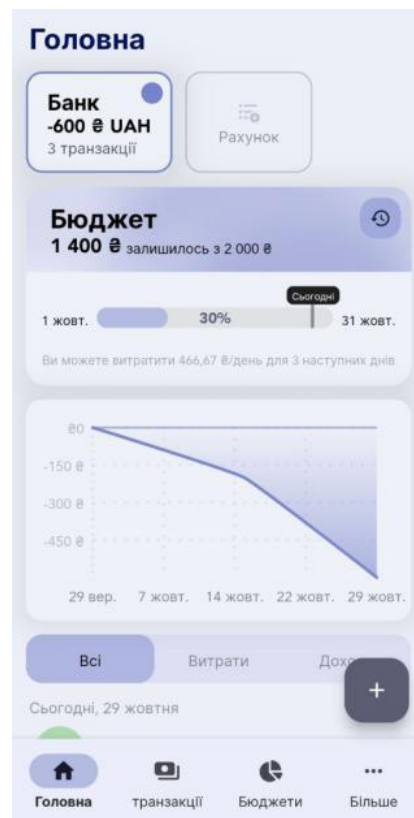 Головна
Банк
-600 ₴ UAH
3 транзакції
Рахунок
Бюджет
1 400 ₴ залишилось з 2 000 ₴
Сьогодні
1 жовт.
30%
31 жовт.
Ви можете витратити 466,67 ₴/день для 3 наступних днів
₴0
-150 ₴
-300 ₴
-450 ₴
29 вер. 7 жовт. 14 жовт. 22 жовт. 29 жовт.
Всі Витрати
+
Сьогодні, 29 жовтня
Головна транзакції Бюджети Більше